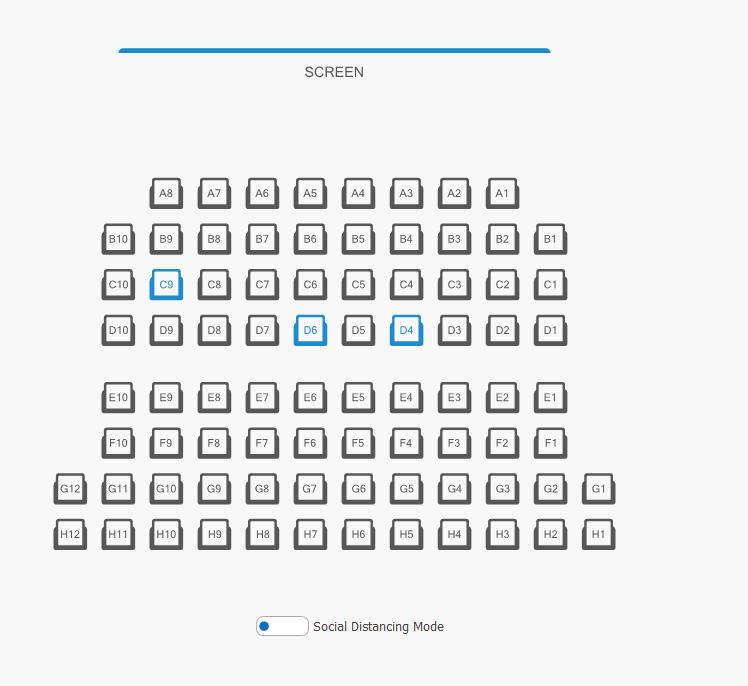 SCREEN
A8 A7 A6 A5 A4 A3 A2 A1
B10 B9 B8 B7 B6 B5 B4 B3 B2 B1
C10 C9 C8 C7 C6 C5 C4 C3 C2 C1
D10 D9 D8 D7 D6 D5 D4 D3 D2 D1
E10 E9 E8 E7 E6 E5 E4 E3 E2 E1
F10 F9 F8 F7 F6 F5 F4 F3 F2 F1
G12 G11 G10 G9 G8 G7 G6 G5 G4 G3 G2 G1
H12 H11 H10 H9 H8 H7 H6 H5 H4 H3 H2 H1
Social Distancing Mode